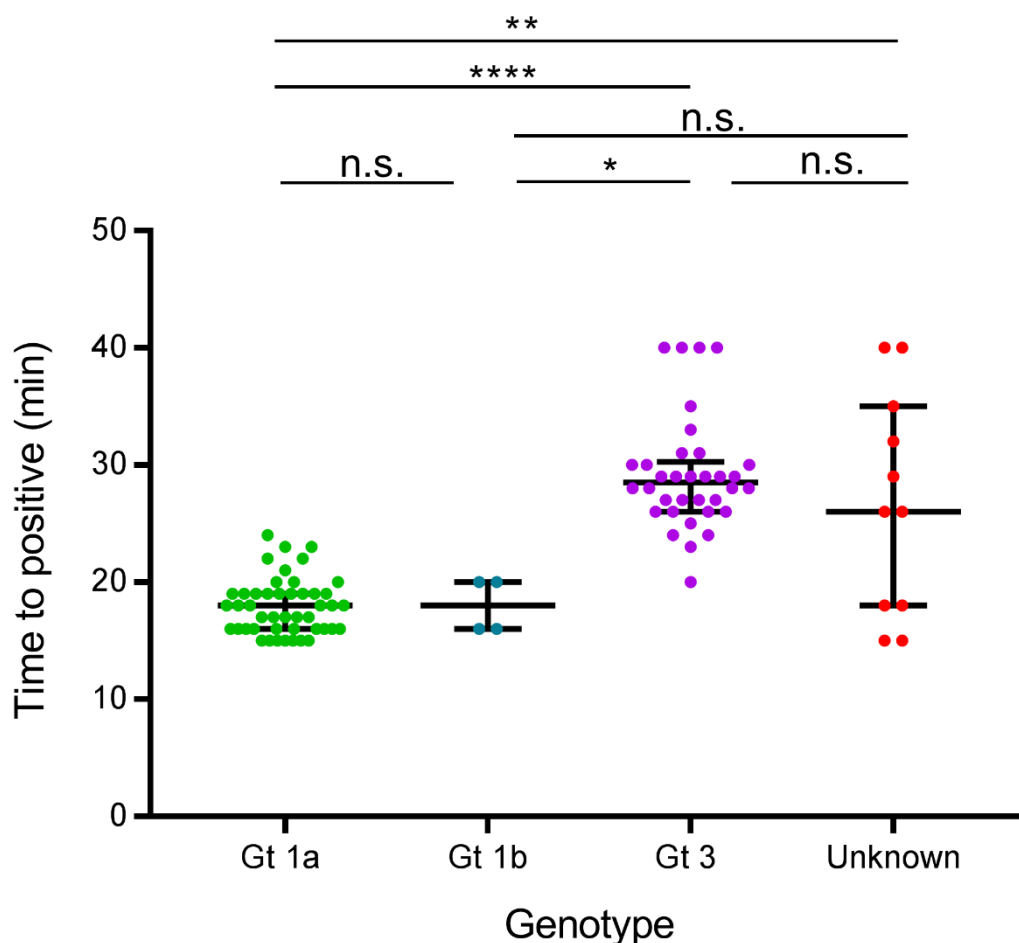 **
****
n.s.
n.s.
*
n.s.
50
40
30
20
10
0
Time to positive (min)
Gt 1a
Gt 1b
Gt 3
Unknown
Genotype